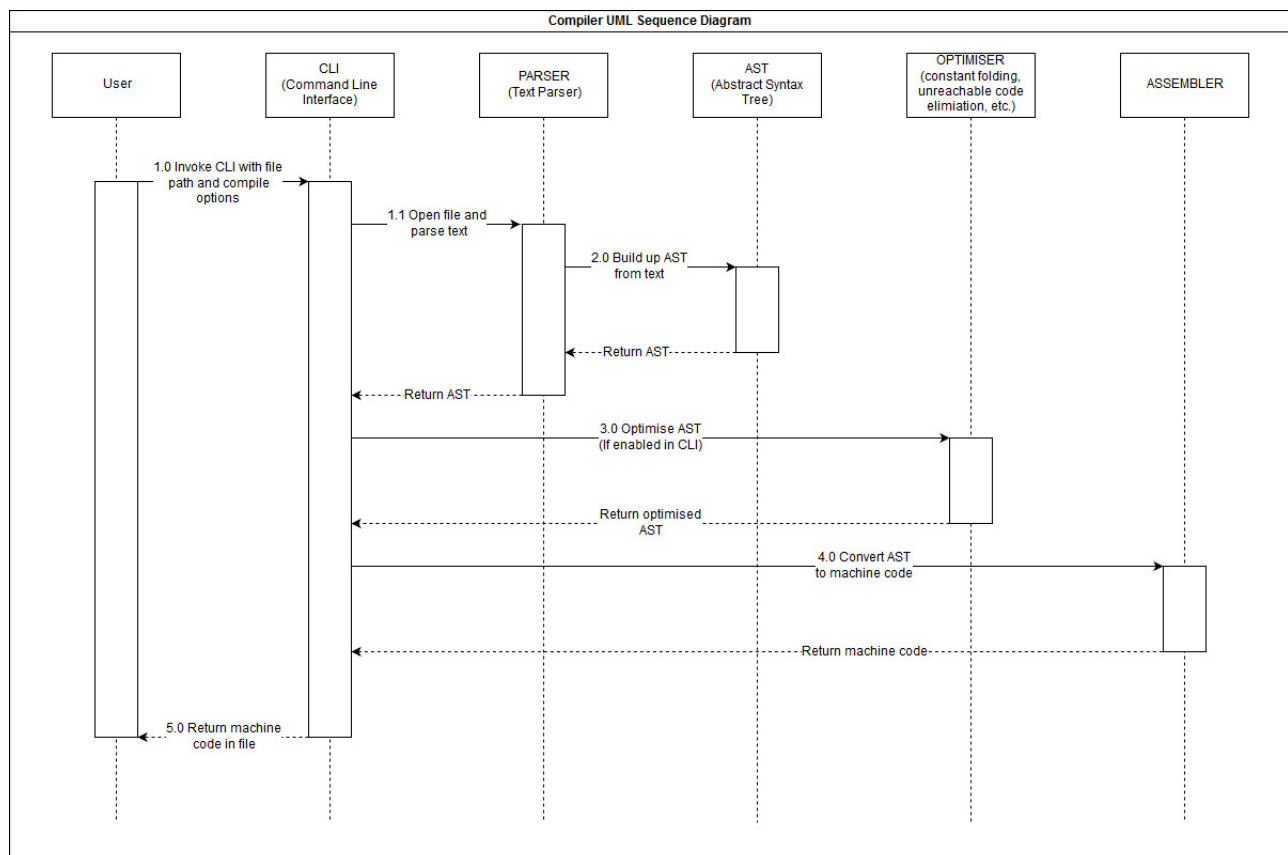 Compiler UML Sequence Diagram
User
CLI
(Command Line
Interface)
PARSER
(Text Parser)
AST
(Abstract Syntax
Tree)
OPTIMISER
(constant folding,
unreachable code
elimiation, etc.)
ASSEMBLER
1.0 Invoke CLI with file
path and compile
options
1.1 Open file and
parse text
2.0 Build up AST
from text
Return AST
Return AST
3.0 Optimise AST
(If enabled in CLI)
Return optimised
AST
4.0 Convert AST
to machine code
Return machine code
5.0 Return machine
code in file